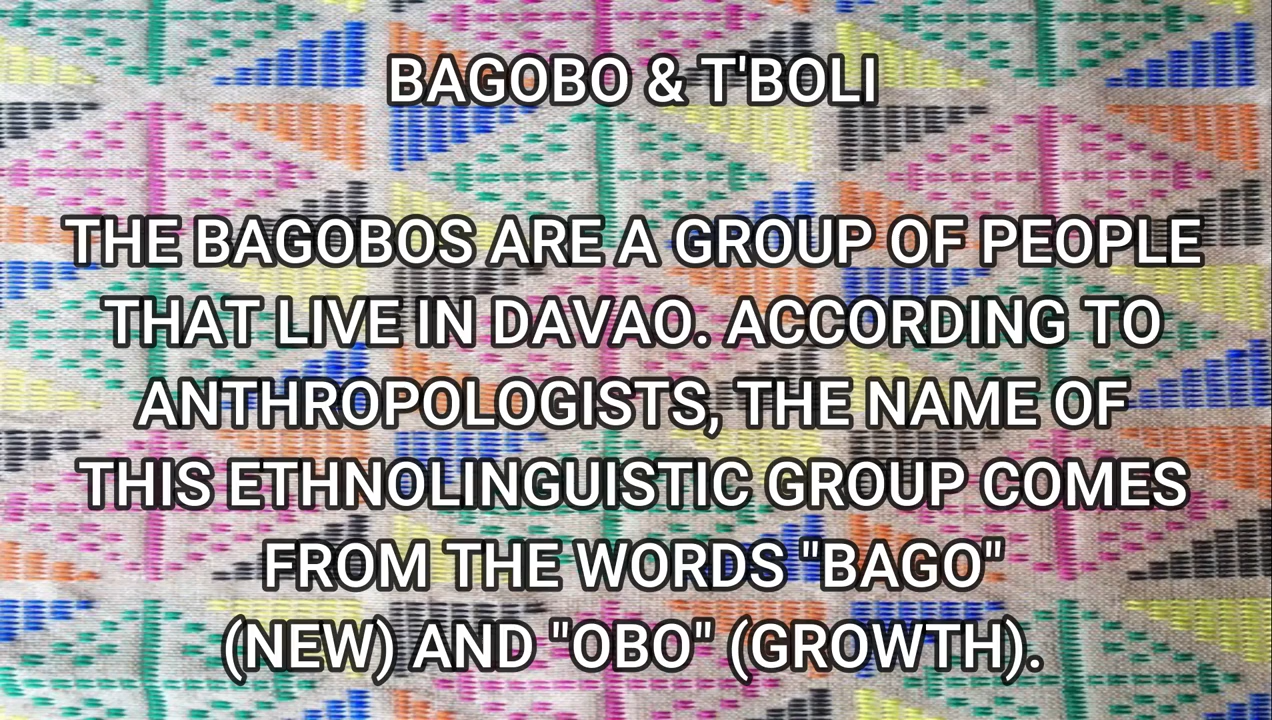 BAGOBO & T'BOLI
THE BAGOBOS ARE A GROUP OF PEOPLE
THAT LIVE IN DAVAO. ACCORDING TO
ANTHROPOLOGISTS, THE NAME OF
THIS ETHNOLINGUISTIC GROUP COMES
FROM THE WORDS "BAGO"
(NEW) AND "OBO" (GROWTH).